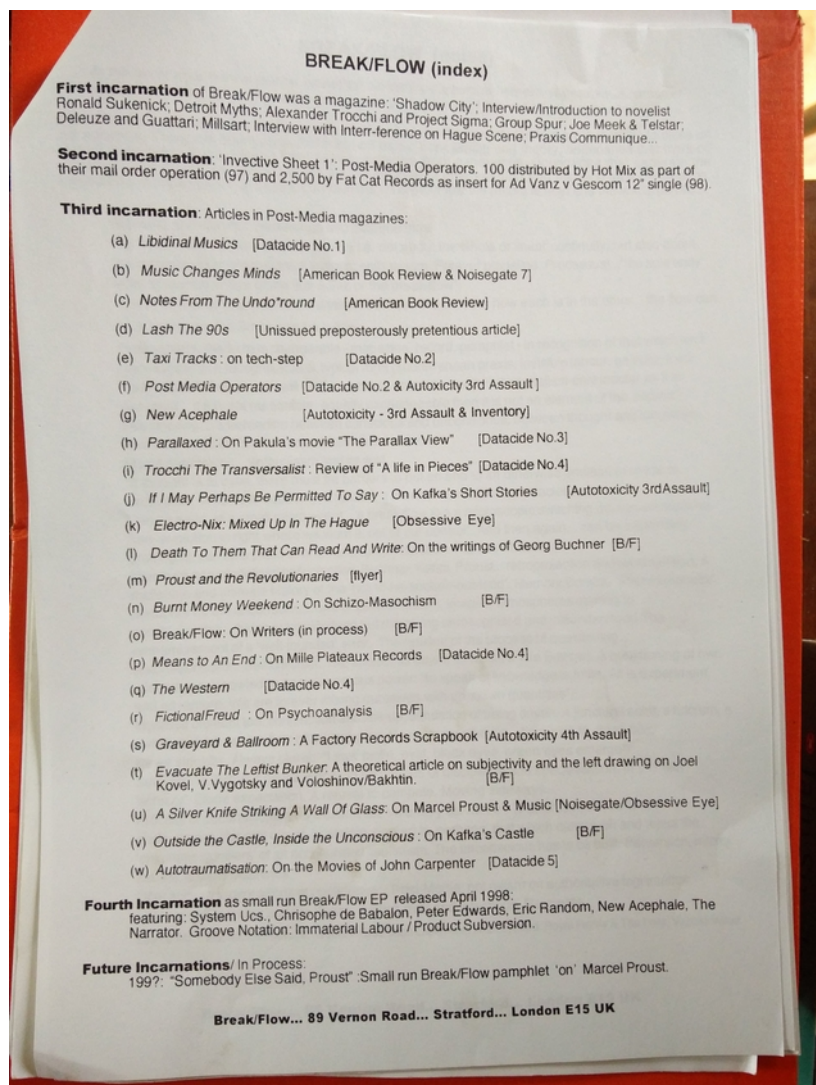 BREAK/FLOW (index)
First incarnation of Break/Flow was a magazine: 'Shadow City'; Interview/Introduction to novelist
Ronald Sukenick; Detroit Myths; Alexander Trocchi and Project Sigma; Group Spur; Joe Meek & Telstar;
Deleuze and Guattari; Millsart; Interview with Interr-ference on Hague Scene; Praxis Communique...
Second incarnation: 'Invective Sheet 1': Post-Media Operators. 100 distributed by Hot Mix as part of
their mail order operation (97) and 2,500 by Fat Cat Records as insert for Ad Vanz v Gescom 12" single (98).
Third incarnation: Articles in Post-Media magazines:
(a) Libidinal Musics [Datacide No.1]
(b) Music Changes Minds [American Book Review & Noisegate 7]
(c) Notes From The Undo*round [American Book Review]
(d) Lash The 90s [Unissued preposterously pretentious article]
(e) Taxi Tracks : on tech-step [Datacide No.2]
(f) Post Media Operators [Datacide No.2 & Autoxicity 3rd Assault ]
(g) New Acephale [Autotoxicity - 3rd Assault & Inventory]
(h) Parallaxed : On Pakula's movie "The Parallax View" [Datacide No.3]
(i) Trocchi The Transversalist : Review of "A life in Pieces" [Datacide No.4]
(j) If I May Perhaps Be Permitted To Say : On Kafka's Short Stories [Autotoxicity 3rdAssault]
(k) Electro-Nix: Mixed Up In The Hague [Obsessive Eye]
(l) Death To Them That Can Read And Write: On the writings of Georg Buchner [B/F]
(m) Proust and the Revolutionaries [flyer]
(n) Burnt Money Weekend : On Schizo-Masochism [B/F]
(o) Break/Flow: On Writers (in process) [B/F]
(p) Means to An End : On Mille Plateaux Records [Datacide No.4]
(q) The Western [Datacide No.4]
(r) FictionalFreud : On Psychoanalysis [B/F]
(s) Graveyard & Ballroom : A Factory Records Scrapbook [Autotoxicity 4th Assault]
(t) Evacuate The Leftist Bunker: A theoretical article on subjectivity and the left drawing on Joel
Kovel, V.Vygotsky and Voloshinov/Bakhtin. [B/F]
(u) A Silver Knife Striking A Wall Of Glass: On Marcel Proust & Music [Noisegate/Obsessive Eye]
(v) Outside the Castle, Inside the Unconscious : On Kafka's Castle [B/F]
(w) Autotraumatisation: On the Movies of John Carpenter [Datacide 5]
Fourth Incarnation as small run Break/Flow EP released April 1998:
featuring: System Ucs., Chrisophe de Babalon, Peter Edwards, Eric Random, New Acephale, The
Narrator. Groove Notation: Immaterial Labour / Product Subversion.
Future Incarnations/ In Process:
199?: "Somebody Else Said, Proust" :Small run Break/Flow pamphlet 'on' Marcel Proust.
Break/Flow... 89 Vernon Road... Stratford... London E15 UK